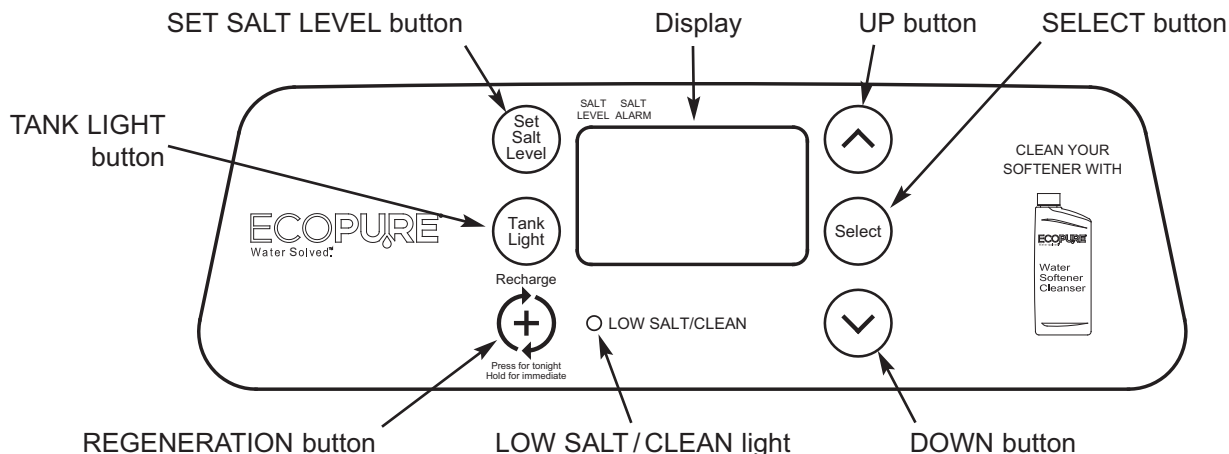 SET SALT LEVEL button
Display
UP button
SELECT button
TANK LIGHT
button
Set
Salt
Level
SALT
LEVEL
SALT
ALARM
CLEAN YOUR
SOFTENER WITH
ECOPURE
Water Solved.™
Tank
Light
Select
ECOPURE
Water
Softener
Cleanser
Recharge
Press for tonight
Hold for immediate
LOW SALT/CLEAN
REGENERATION button
LOW SALT / CLEAN light
DOWN button